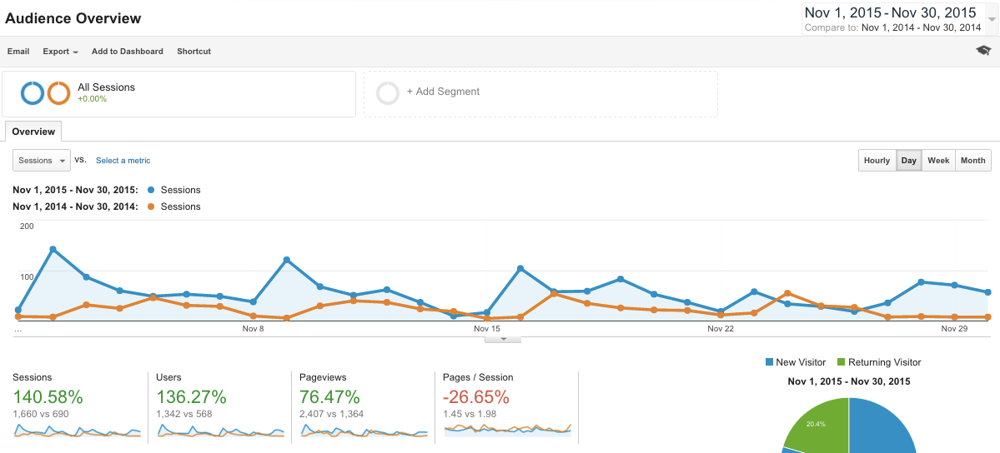 Audience Overview
Nov 1, 2015 - Nov 30, 2015
Compare to: Nov 1, 2014 - Nov 30, 2014
Email Export Add to Dashboard Shortcut
All Sessions
+0.00%
+ Add Segment
Overview
Sessions vs. Select a metric
Hourly Day Week Month
Nov 1, 2015 - Nov 30, 2015: Sessions
Nov 1, 2014 - Nov 30, 2014: Sessions
200
100
... Nov 8 Nov 15 Nov 22 Nov 29
New Visitor Returning Visitor
Nov 1, 2015 - Nov 30, 2015
Sessions
140.58%
1,660 vs 690
Users
136.27%
1,342 vs 568
Pageviews
76.47%
2,407 vs 1,364
Pages / Session
-26.65%
1.45 vs 1.98
20.4%